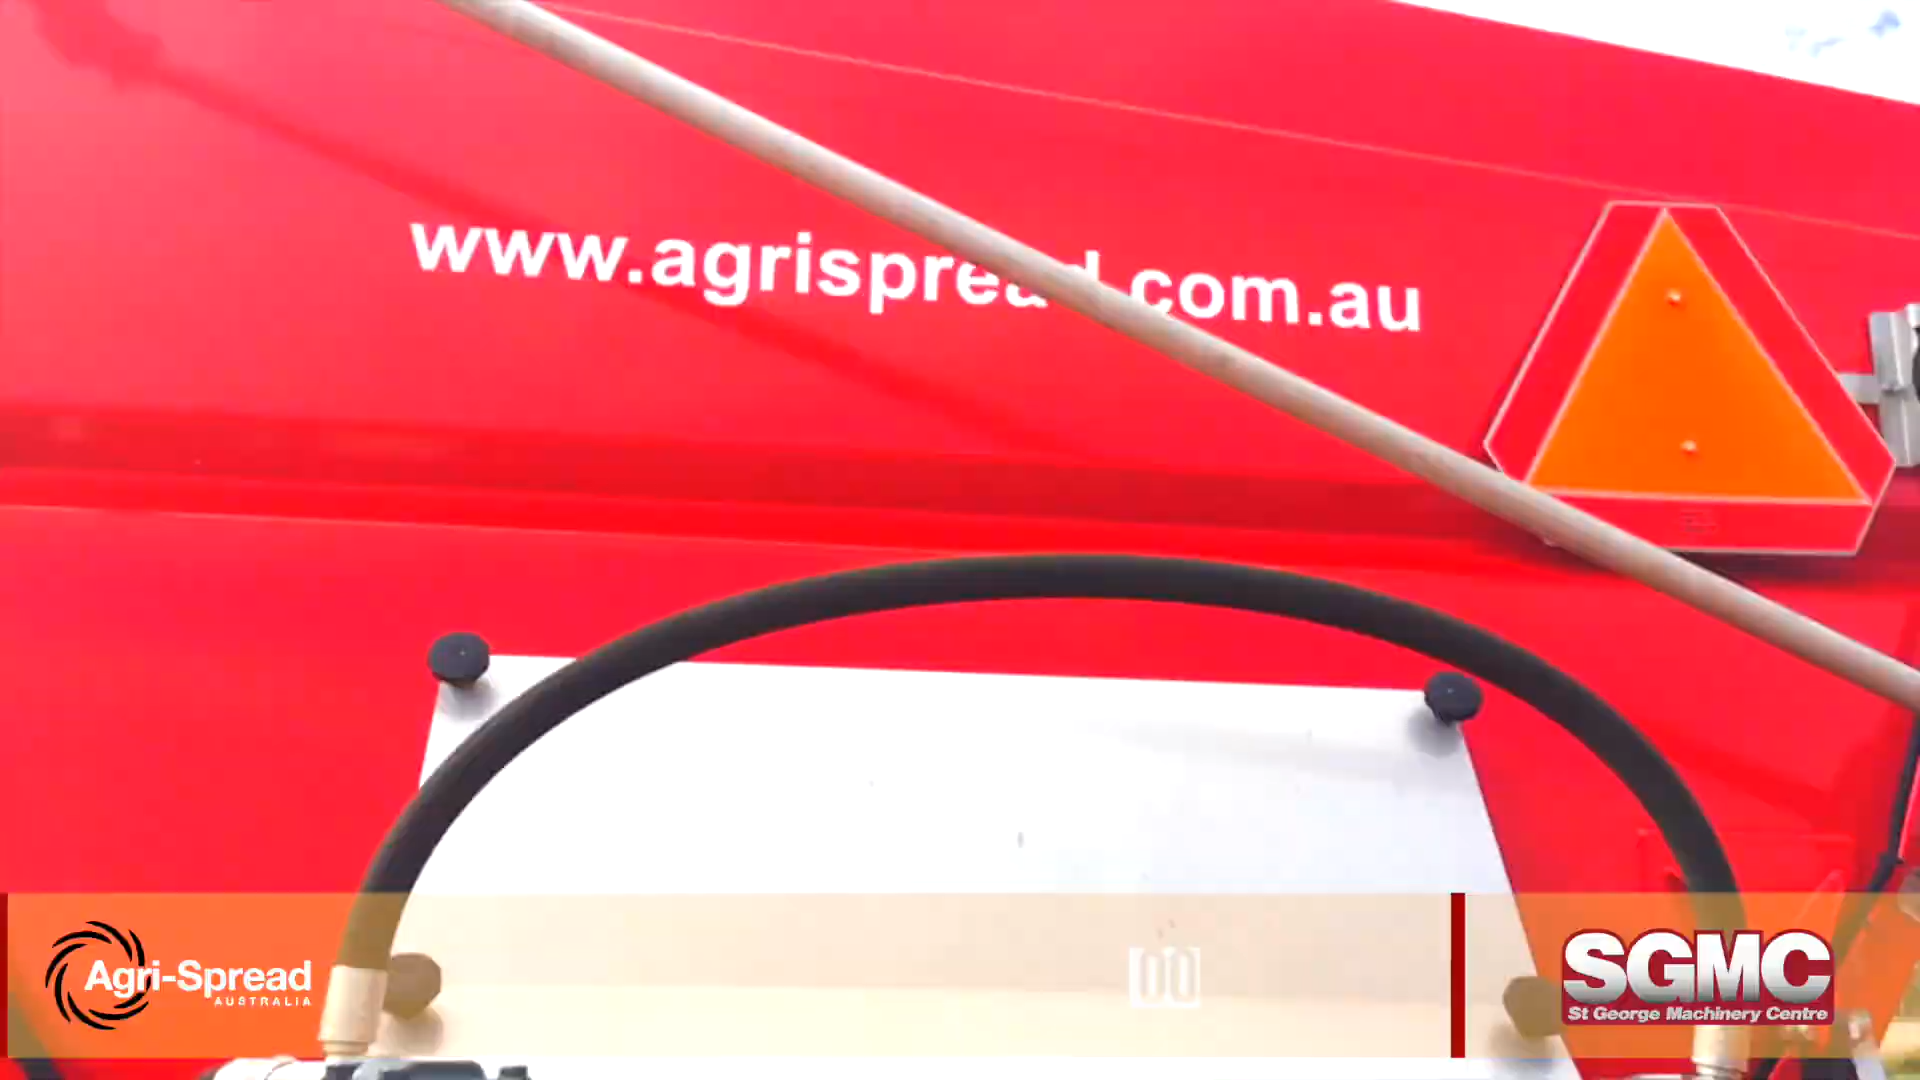 www.agrispread.com.au
Agri-Spread
AUSTRALIA
SGMC
St George Machinery Centre